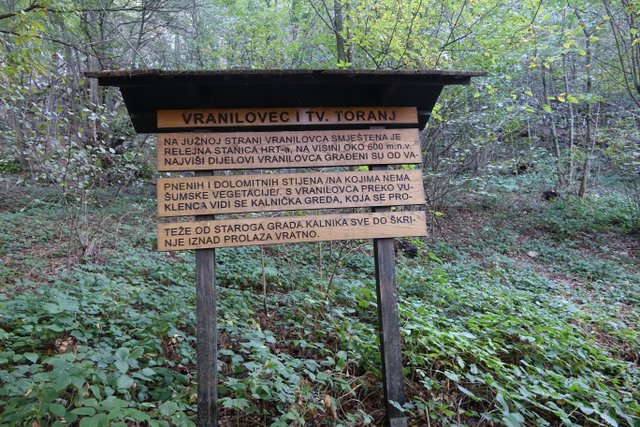 VRANILOVEC I TV. TORANJ
NA JUŽNOJ STRANI VRANILOVCA SMJEŠTENA JE
RELEJNA STANICA HRT-a, NA VISINI OKO 600 m.n.v.
NAJVIŠI DIJELOVI VRANILOVCA GRAĐENI SU OD VA-
PNENIH I DOLOMITNIH STIJENA /NA KOJIMA NEMA
ŠUMSKE VEGETACIJE/. S VRANILOVCA PREKO VU-
KLENCA VIDI SE KALNIČKA GREDA, KOJA SE PRO-
TEŽE OD STAROGA GRADA KALNIKA SVE DO ŠKRI-
NJE IZNAD PROLAZA VRATNO.